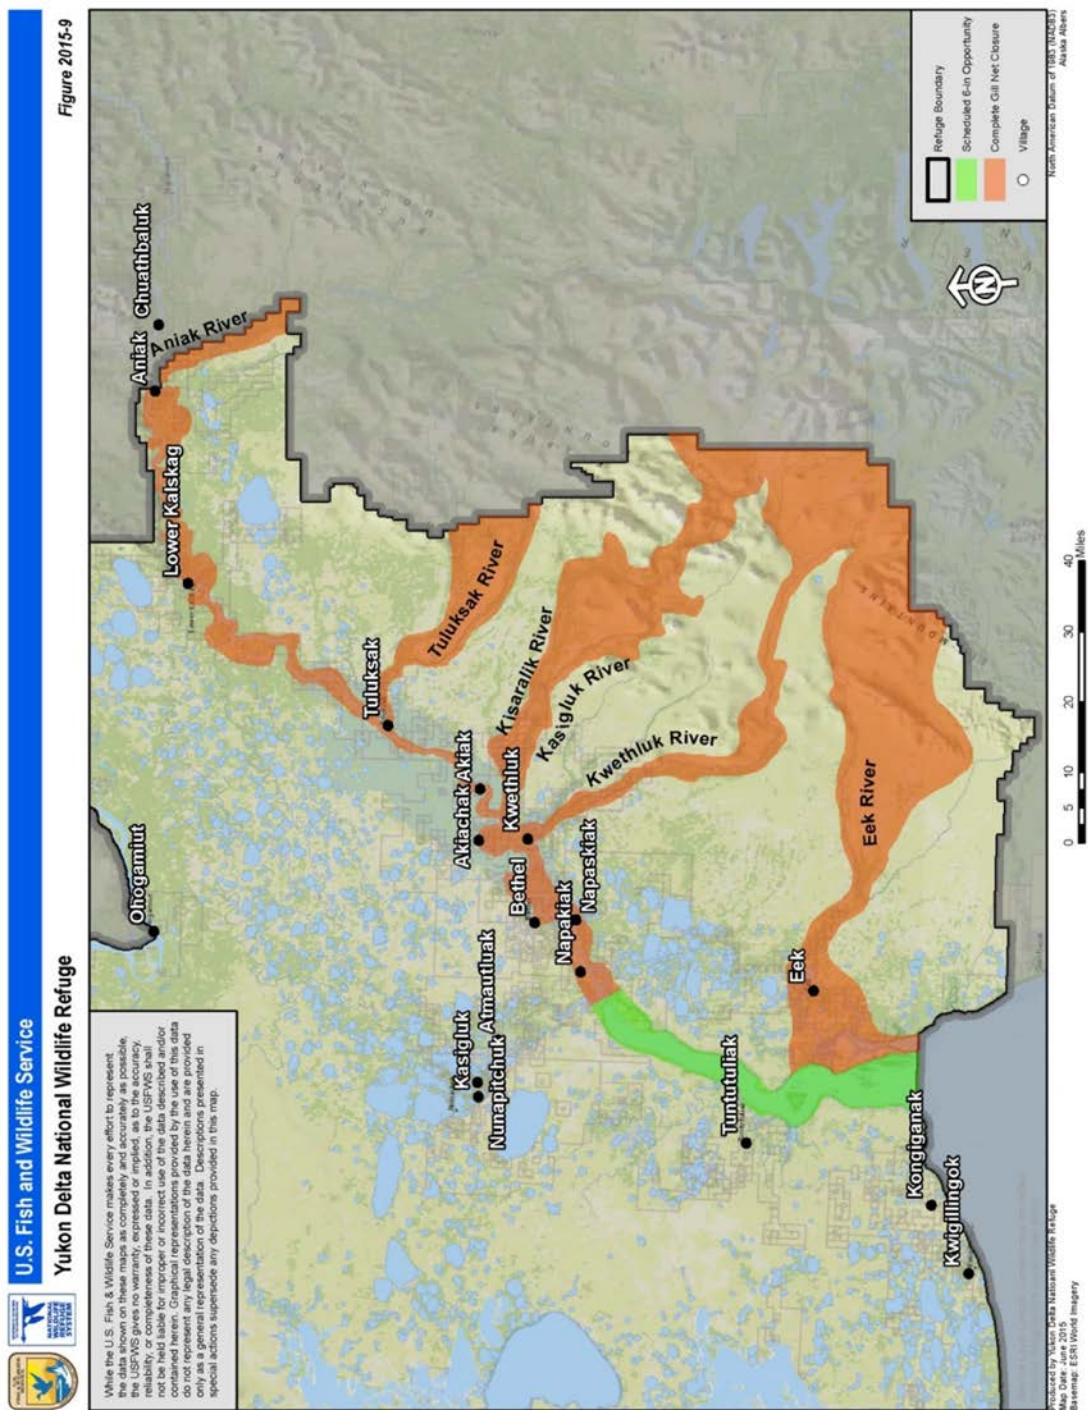 U.S. Fish and Wildlife Service
Yukon Delta National Wildlife Refuge
Figure 2015-9
NATIONAL
WILDLIFE
REFUGE
SYSTEM
While the U.S. Fish & Wildlife Service makes every effort to represent
the data shown on these maps as completely and accurately as possible,
the USFWS gives no warranty, expressed or implied, as to the accuracy,
reliability, or completeness of these data. In addition, the USFWS shall
not be held liable for improper or incorrect use of the data described and/or
contained herein. Graphical representations provided by the use of this data
do not represent any legal description of the data herein and are provided
only as a general representation of the data. Descriptions presented in
special actions supersede any depictions provided in this map.
Ohogamiut
Lower Kalskag
Aniak
Chuathbaluk
Aniak River
Tuluksak
Tuluksak River
Kasigluk
Nunapitchuk
Atmautluak
Akiachak
Akiak
Bethel
Kwethluk
Kisaralik River
Kasigluk River
Kwethluk River
Napakiak
Napaskiak
Tuntutuliak
Eek
Eek River
Kongiganak
Kwigillingok
MOUNTAINS
N
Refuge Boundary
Scheduled 6-in Opportunity
Complete Gill Net Closure
Village
0 5 10 20 30 40
Miles
Produced by Yukon Delta Natioanl Wildlife Refuge
Map Date: June 2015
Basemap: ESRI World Imagery
North American Datum of 1983 (NAD83)
Alaska Albers